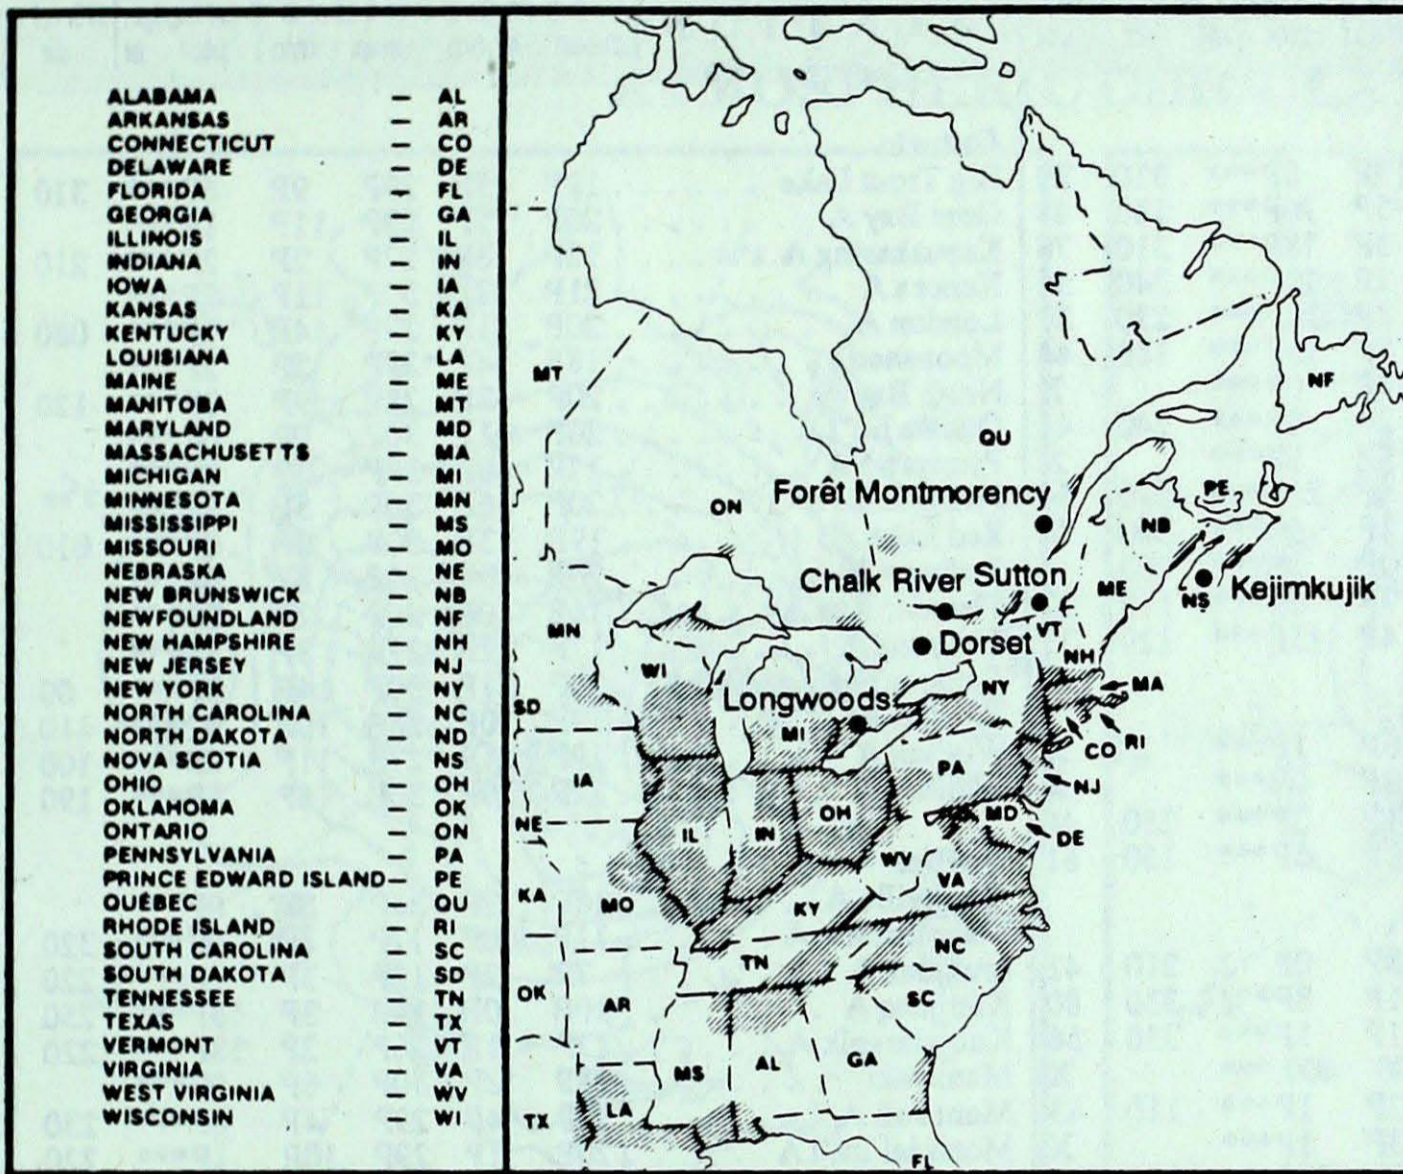 ALABAMA – AL
ARKANSAS – AR
CONNECTICUT – CO
DELAWARE – DE
FLORIDA – FL
GEORGIA – GA
ILLINOIS – IL
INDIANA – IN
IOWA – IA
KANSAS – KA
KENTUCKY – KY
LOUISIANA – LA
MAINE – ME
MANITOBA – MT
MARYLAND – MD
MASSACHUSETTS – MA
MICHIGAN – MI
MINNESOTA – MN
MISSISSIPPI – MS
MISSOURI – MO
NEBRASKA – NE
NEW BRUNSWICK – NB
NEWFOUNDLAND – NF
NEW HAMPSHIRE – NH
NEW JERSEY – NJ
NEW YORK – NY
NORTH CAROLINA – NC
NORTH DAKOTA – ND
NOVA SCOTIA – NS
OHIO – OH
OKLAHOMA – OK
ONTARIO – ON
PENNSYLVANIA – PA
PRINCE EDWARD ISLAND – PE
QUÉBEC – QU
RHODE ISLAND – RI
SOUTH CAROLINA – SC
SOUTH DAKOTA – SD
TENNESSEE – TN
TEXAS – TX
VERMONT – VT
VIRGINIA – VA
WEST VIRGINIA – WV
WISCONSIN – WI
MT
NF
QU
Forêt Montmorency
PE
ON
NB
Chalk River
Sutton
ME
NS
Kejimkujik
MN
Dorset
VT
NH
WI
NY
MA
SD
Longwoods
MI
RI
CO
IA
PA
NJ
NE
IL
IN
OH
MD
DE
WV
KA
MO
KY
VA
NC
TN
OK
AR
SC
MS
AL
GA
TX
LA
FL